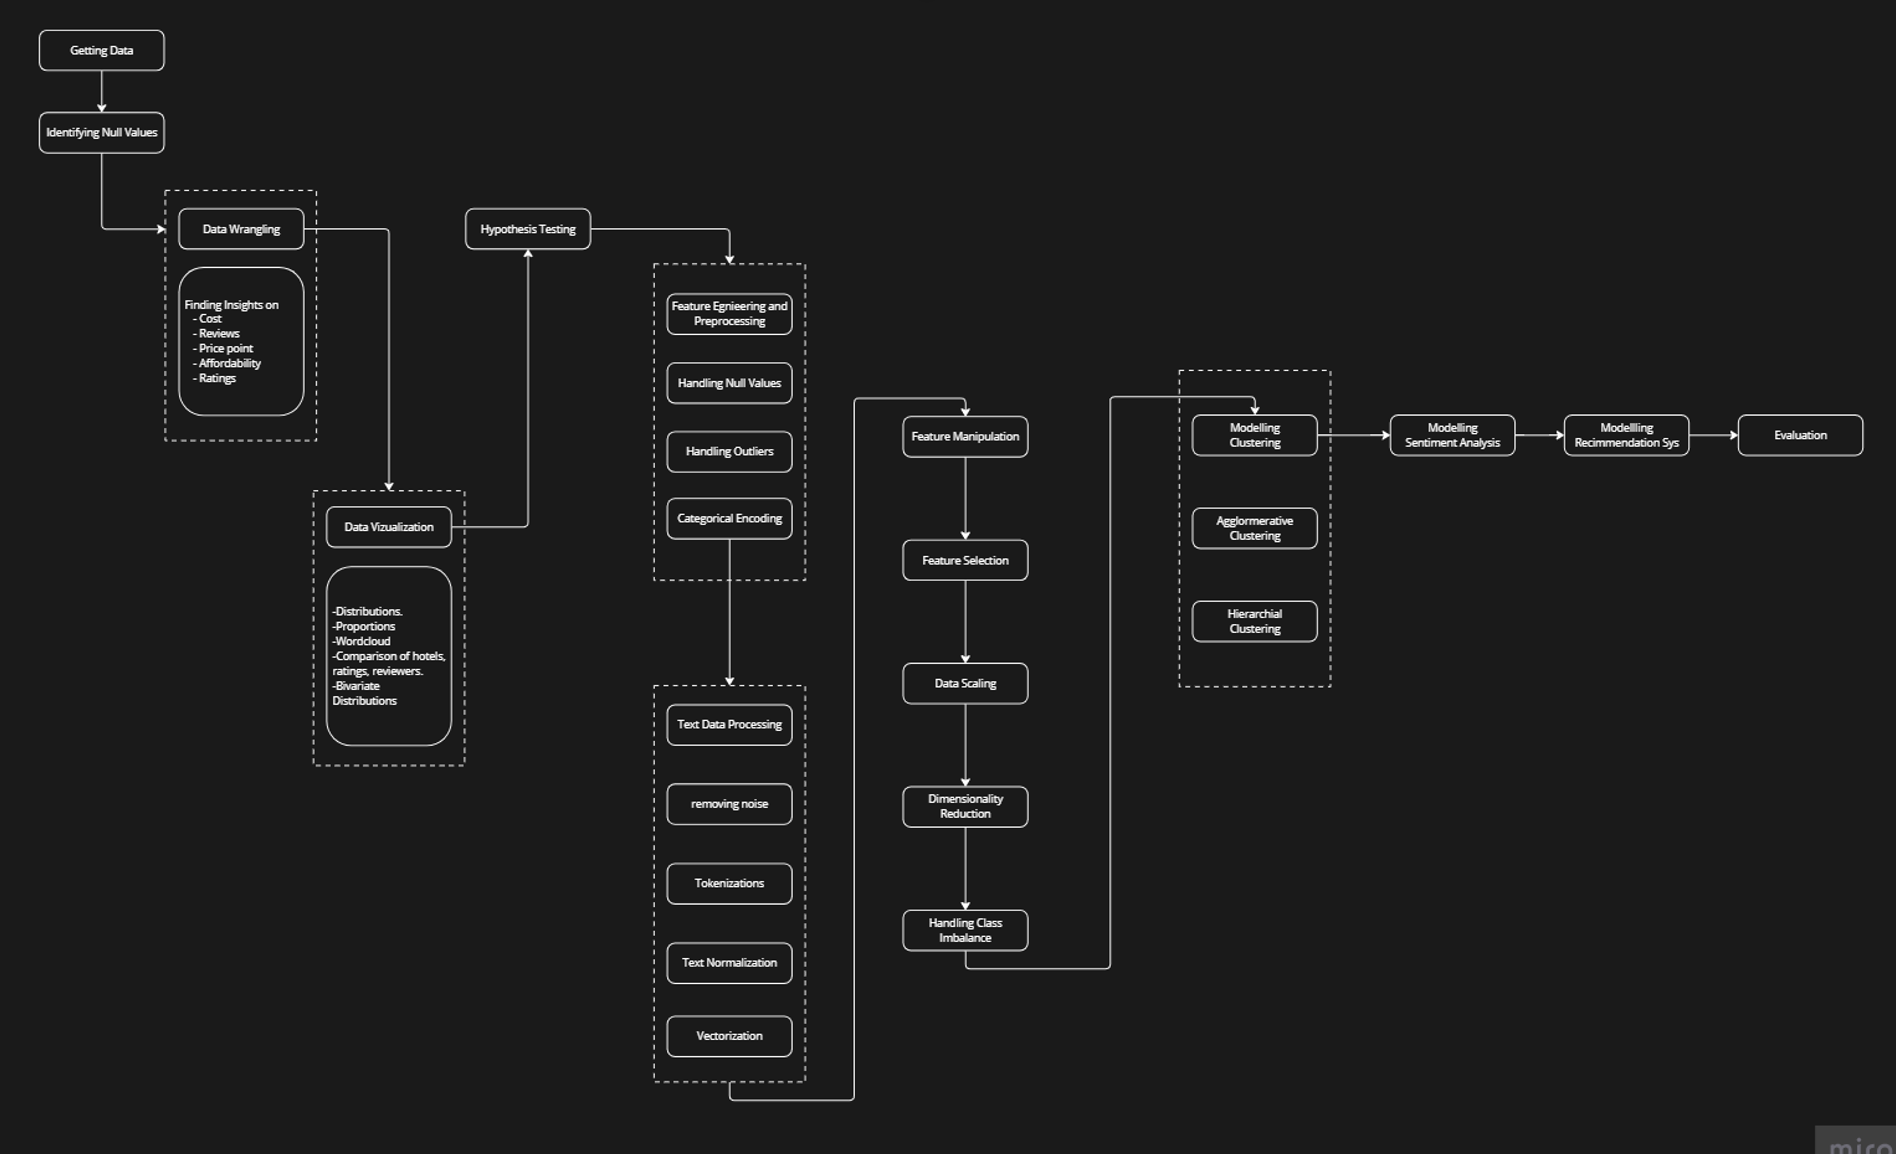 Getting Data
Identifying Null Values
Data Wrangling
Finding Insights on
- Cost
- Reviews
- Price point
- Affordability
- Ratings
Data Vizualization
-Distributions.
-Proportions
-Wordcloud
-Comparison of hotels,
ratings, reviewers.
-Bivariate
Distributions
Hypothesis Testing
Feature Egnieering and
Preprocessing
Handling Null Values
Handling Outliers
Categorical Encoding
Text Data Processing
removing noise
Tokenizations
Text Normalization
Vectorization
Feature Manipulation
Feature Selection
Data Scaling
Dimensionality
Reduction
Handling Class
Imbalance
Modelling
Clustering
Agglormerative
Clustering
Hierarchial
Clustering
Modelling
Sentiment Analysis
Modellling
Recimmendation Sys
Evaluation
miro